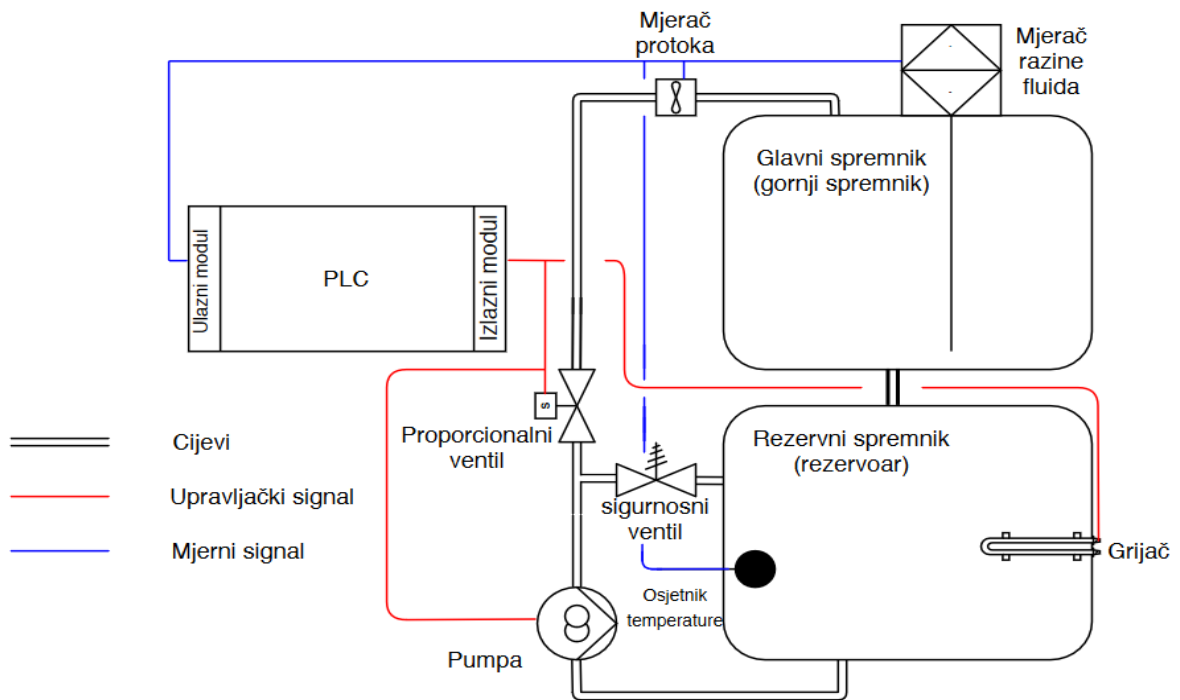 Mjerač
protoka
Mjerač
razine
fluida
Glavni spremnik
(gornji spremnik)
Ulazni modul
PLC
Izlazni modul
s
Proporcionalni
ventil
Rezervni spremnik
(rezervoar)
sigurnosni
ventil
Cijevi
Upravljački signal
Mjerni signal
Grijač
Osjetnik
temperature
Pumpa